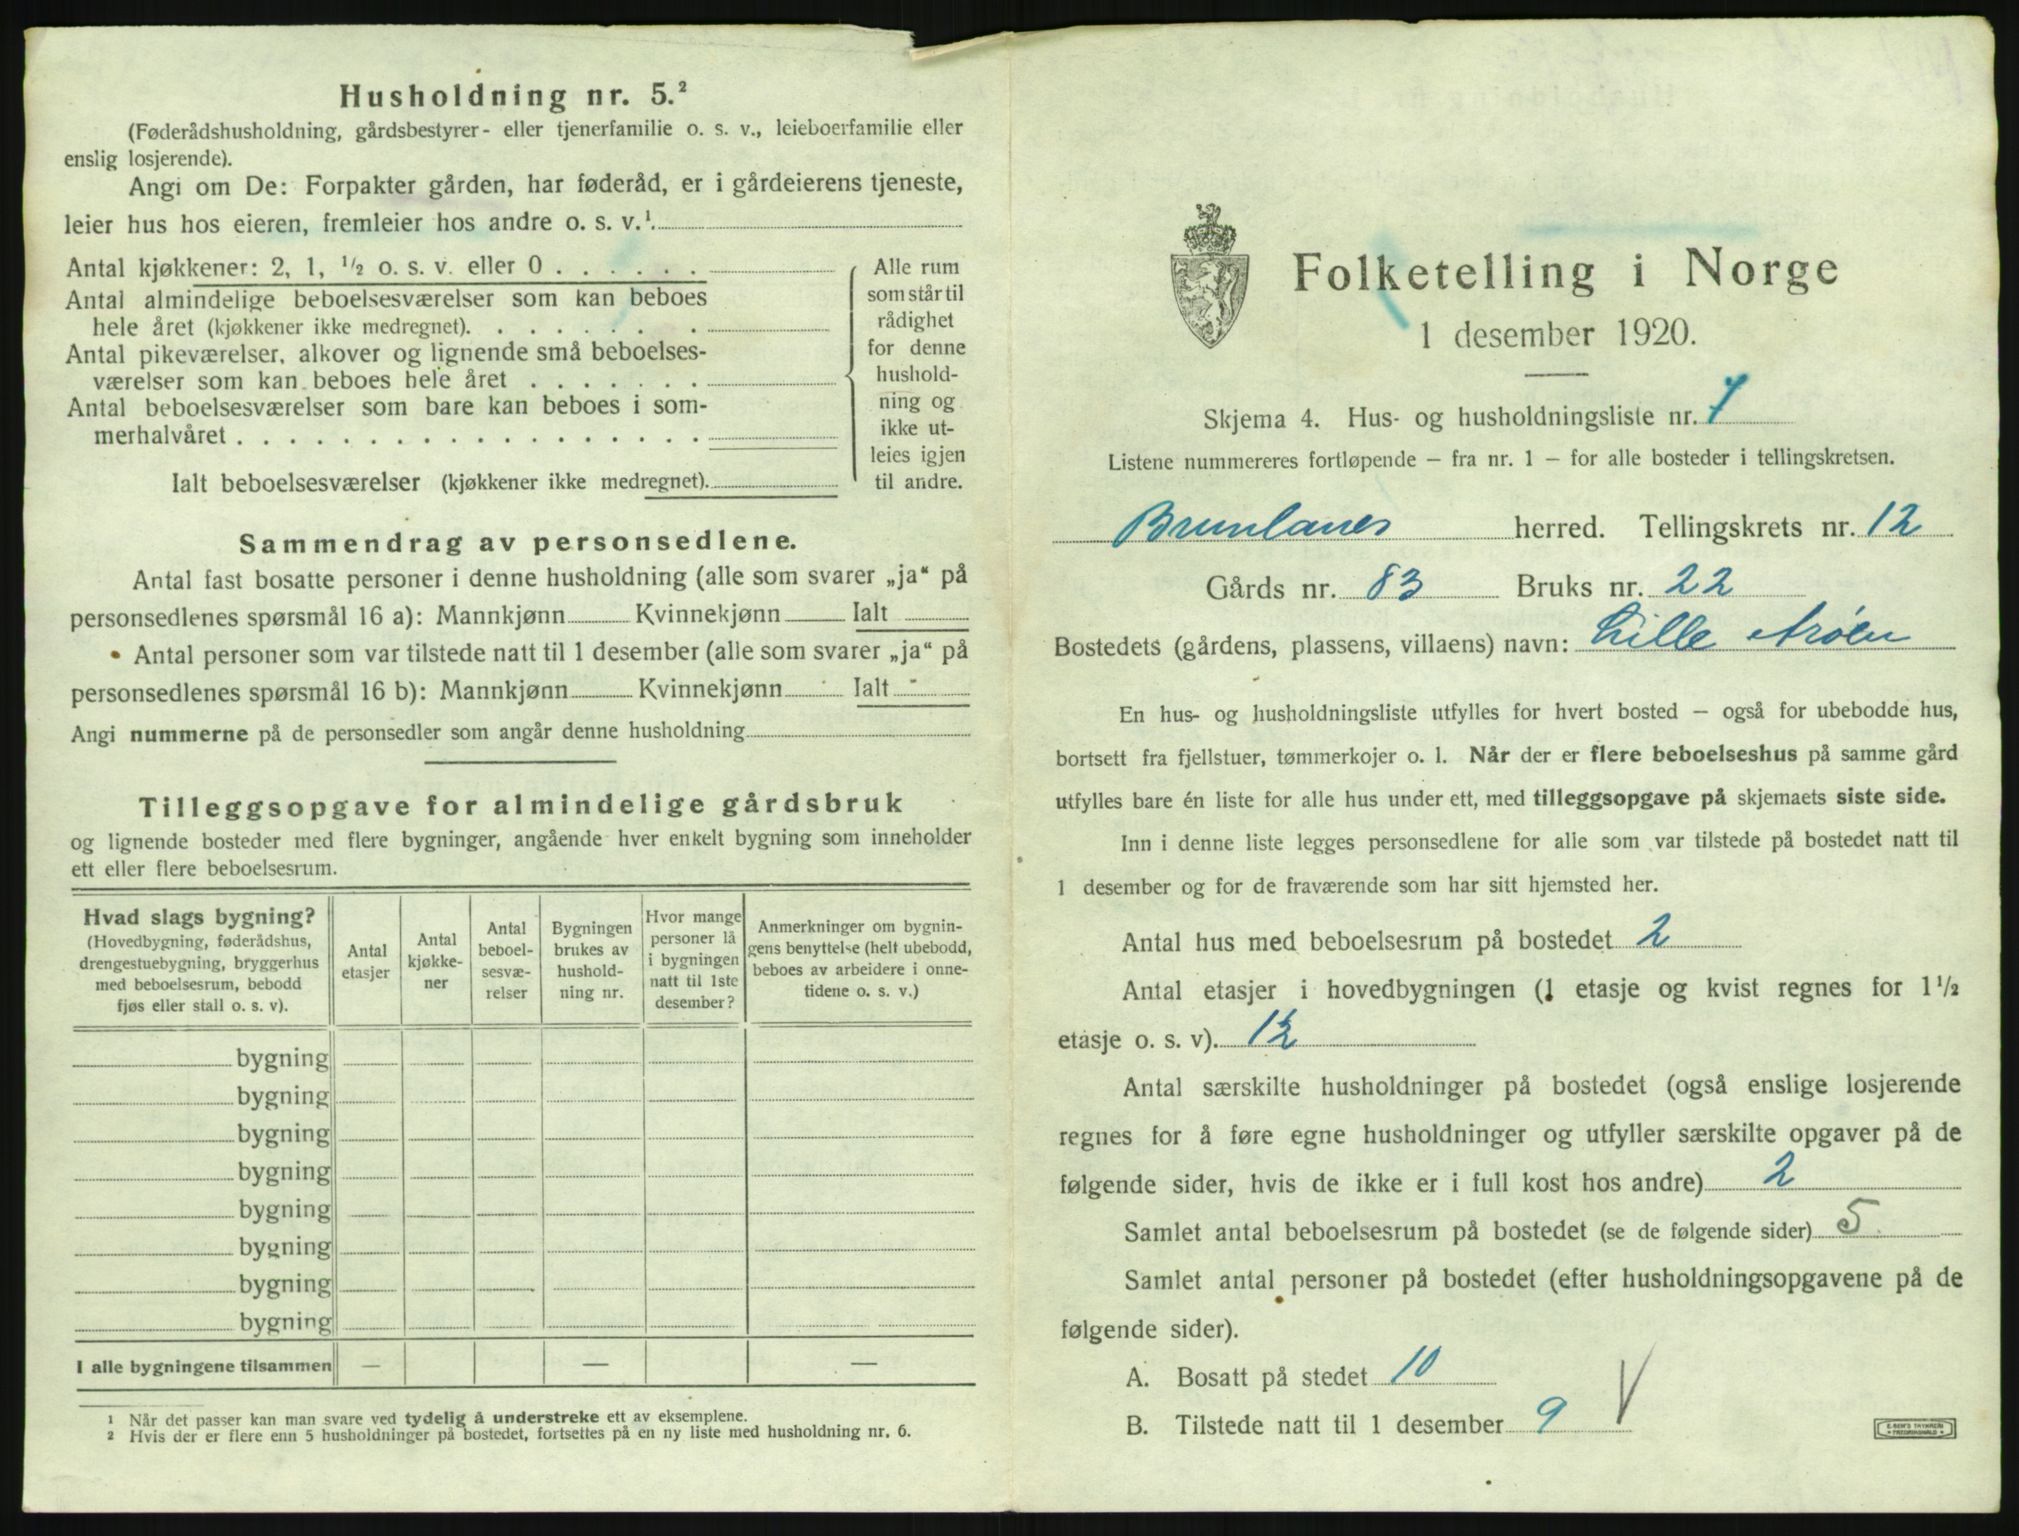 Husholdning nr. 5.²
(Føderådshusholdning, gårdsbestyrer- eller tjenerfamilie o. s. v., leieboerfamilie eller
enslig losjerende).
Angi om De: Forpakter gården, har føderåd, er i gårdeierens tjeneste,
leier hus hos eieren, fremleier hos andre o. s. v.¹
Antal kjøkkener: 2, 1, ½ o. s. v. eller 0 . . . . . .
Antal almindelige beboelsesværelser som kan beboes
hele året (kjøkkener ikke medregnet). . . . . . . .
Antal pikeværelser, alkover og lignende små beboelses-
værelser som kan beboes hele året . . . . . . .
Antal beboelsesværelser som bare kan beboes i som-
merhalvåret . . . . . . . . . . . . . . . . . .
Ialt beboelsesværelser (kjøkkener ikke medregnet).
Alle rum
som står til
rådighet
for denne
hushold-
ning og
ikke ut-
leies igjen
til andre.
Sammendrag av personsedlene.
Antal fast bosatte personer i denne husholdning (alle som svarer „ja“ på
personsedlenes spørsmål 16 a): Mannkjønn Kvinnekjønn Ialt
Antal personer som var tilstede natt til 1 desember (alle som svarer „ja“ på
personsedlenes spørsmål 16 b): Mannkjønn Kvinnekjønn Ialt
Angi nummerne på de personsedler som angår denne husholdning
Tilleggsopgave for almindelige gårdsbruk
og lignende bosteder med flere bygninger, angående hver enkelt bygning som inneholder
ett eller flere beboelsesrum.
Hvad slags bygning?
(Hovedbygning, føderådshus,
drengestuebygning, bryggerhus
med beboelsesrum, bebodd
fjøs eller stall o. s. v).
Antal
etasjer
Antal
kjøkke-
ner
Antal
beboel-
sesvæ-
relser
Bygningen
brukes av
hushold-
ning nr.
Hvor mange
personer lå
i bygningen
natt til 1ste
desember?
Anmerkninger om bygnin-
gens benyttelse (helt ubebodd,
beboes av arbeidere i onne-
tidene o. s. v.)
bygning
bygning
bygning
bygning
bygning
bygning
bygning
bygning
I alle bygningene tilsammen — — —
1 Når det passer kan man svare ved tydelig å understreke ett av eksemplene.
2 Hvis der er flere enn 5 husholdninger på bostedet, fortsettes på en ny liste med husholdning nr. 6.
Folketelling i Norge
1 desember 1920.
Skjema 4. Hus- og husholdningsliste nr. 7
Listene nummereres fortløpende — fra nr. 1 — for alle bosteder i tellingskretsen.
Brunlanes herred. Tellingskrets nr. 12
Gårds nr. 83 Bruks nr. 22
Bostedets (gårdens, plassens, villaens) navn: Lille Arøen
En hus- og husholdningsliste utfylles for hvert bosted — også for ubebodde hus,
bortsett fra fjellstuer, tømmerkojer o. l. Når der er flere beboelseshus på samme gård
utfylles bare én liste for alle hus under ett, med tilleggsopgave på skjemaets siste side.
Inn i denne liste legges personsedlene for alle som var tilstede på bostedet natt til
1 desember og for de fraværende som har sitt hjemsted her.
Antal hus med beboelsesrum på bostedet 2
Antal etasjer i hovedbygningen (1 etasje og kvist regnes for 1½
etasje o. s. v). 1½
Antal særskilte husholdninger på bostedet (også enslige losjerende
regnes for å føre egne husholdninger og utfyller særskilte opgaver på de
følgende sider, hvis de ikke er i full kost hos andre) 2
Samlet antal beboelsesrum på bostedet (se de følgende sider) 5
Samlet antal personer på bostedet (efter husholdningsopgavene på de
følgende sider).
A. Bosatt på stedet 10
B. Tilstede natt til 1 desember 9